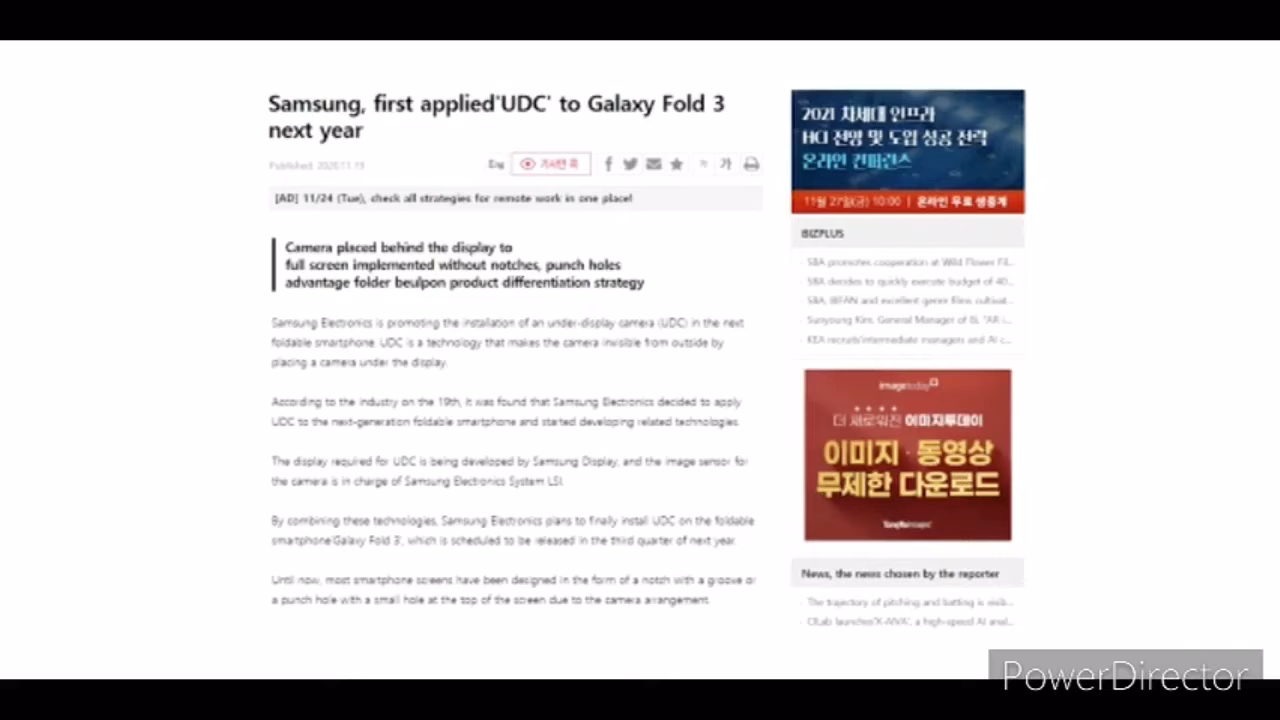 Samsung, first applied'UDC' to Galaxy Fold 3
next year
Published: 2020.11.19
Eng
기사만 콕
가
가
[AD] 11/24 (Tue), check all strategies for remote work in one place!
Camera placed behind the display to
full screen implemented without notches, punch holes
advantage folder beulpon product differentiation strategy
Samsung Electronics is promoting the installation of an under-display camera (UDC) in the next
foldable smartphone. UDC is a technology that makes the camera invisible from outside by
placing a camera under the display.
According to the industry on the 19th, it was found that Samsung Electronics decided to apply
UDC to the next-generation foldable smartphone and started developing related technologies.
The display required for UDC is being developed by Samsung Display, and the image sensor for
the camera is in charge of Samsung Electronics System LSI.
By combining these technologies, Samsung Electronics plans to finally install UDC on the foldable
smartphone'Galaxy Fold 3', which is scheduled to be released in the third quarter of next year.
Until now, most smartphone screens have been designed in the form of a notch with a groove or
a punch hole with a small hole at the top of the screen due to the camera arrangement.
2021 차세대 인프라
HCI 전망 및 도입 성공 전략
온라인 컨퍼런스
11월 27일(금) 10:00 | 온라인 무료 생중계
BIZPLUS
SBA promotes cooperation at Wild Flower Fil...
SBA decides to quickly execute budget of 40...
SBA, BIFAN and excellent genre films cultivat...
Sunyoung Kim, General Manager of IS, "AR i...
KEA recruits'intermediate managers and AI c...
imagetoday
더 새로워진 이미지투데이
이미지·동영상
무제한 다운로드
News, the news chosen by the reporter
The trajectory of pitching and batting is visib...
CILab launches'X-AIVA', a high-speed AI anal...
PowerDirector